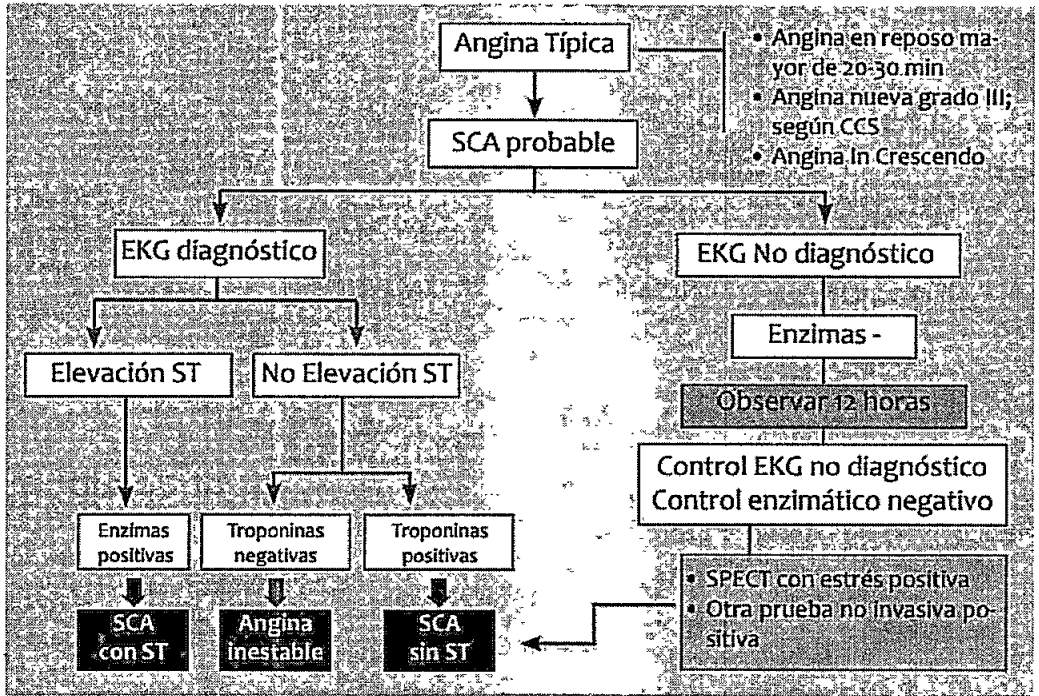 Angina Típica
• Angina en reposo ma-
yor de 20-30 min
• Angina nueva grado III;
según CCS
• Angina In Crescendo
SCA probable
EKG diagnóstico
EKG No diagnóstico
Enzimas -
Elevación ST
No Elevación ST
Observar 12 horas
Control EKG no diagnóstico
Control enzimático negativo
Enzimas
positivas
Troponinas
negativas
Troponinas
positivas
• SPECT con estrés positiva
• Otra prueba no invasiva po-
sitiva
SCA
con ST
Angina
inestable
SCA
sin ST